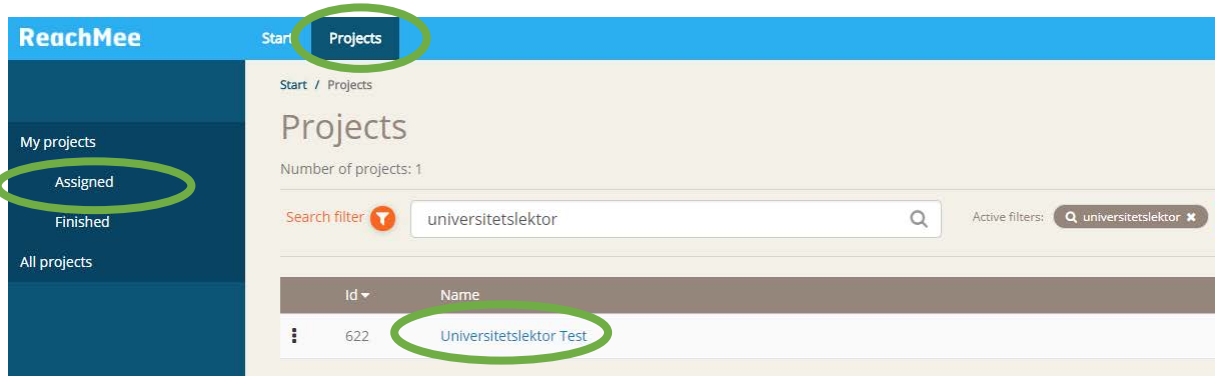 ReachMee Start Projects
Start / Projects
Projects
Number of projects: 1
My projects
Assigned
Finished
All projects
Search filter universitetslektor Active filters: universitetslektor ✖
Id Name
622 Universitetslektor Test